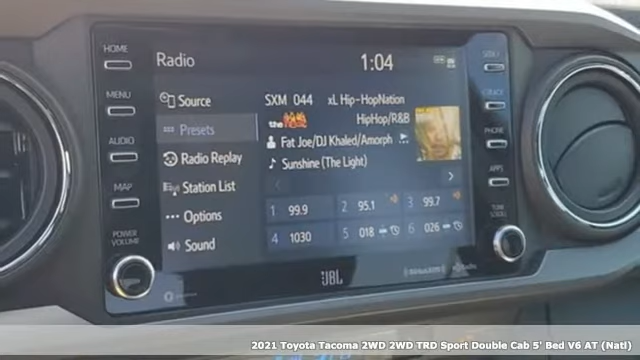 HOME
MENU
AUDIO
MAP
POWER
VOLUME
Radio
1:04
Source
Presets
Radio Replay
Station List
Options
Sound
SXM 044 xL Hip-HopNation
the
HipHop/R&B
Fat Joe/DJ Khaled/Amorph
Sunshine (The Light)
1 99.9 2 95.1 3 99.7
4 1030 5 018 6 026
SEEK
TRACK
PHONE
APPS
TUNE
SCROLL
JBL
2021 Toyota Tacoma 2WD 2WD TRD Sport Double Cab 5' Bed V6 AT (Natl)